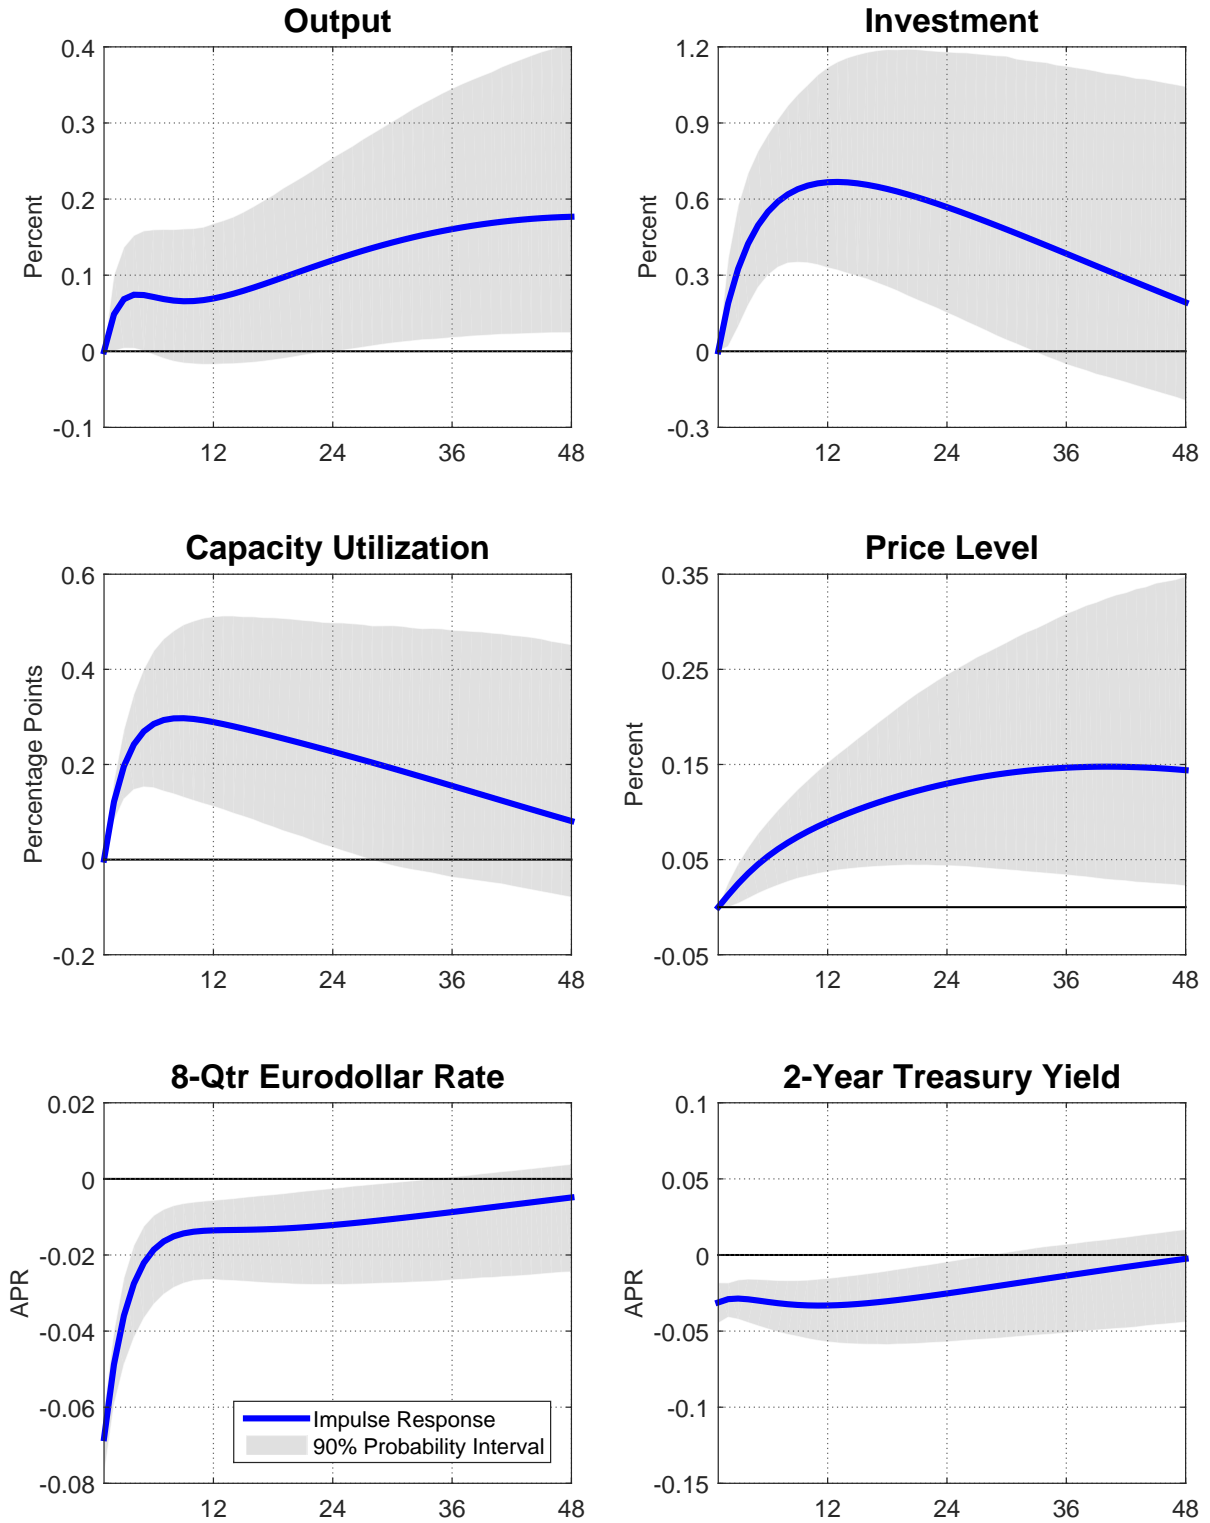 Output
Percent
0.4
0.3
0.2
0.1
0
-0.1
12 24 36 48
Investment
Percent
1.2
0.9
0.6
0.3
0
-0.3
12 24 36 48
Capacity Utilization
Percentage Points
0.6
0.4
0.2
0
-0.2
12 24 36 48
Price Level
Percent
0.35
0.25
0.15
0.05
-0.05
12 24 36 48
8-Qtr Eurodollar Rate
APR
0.02
0
-0.02
-0.04
-0.06
-0.08
Impulse Response
90% Probability Interval
12 24 36 48
2-Year Treasury Yield
APR
0.1
0.05
0
-0.05
-0.1
-0.15
12 24 36 48